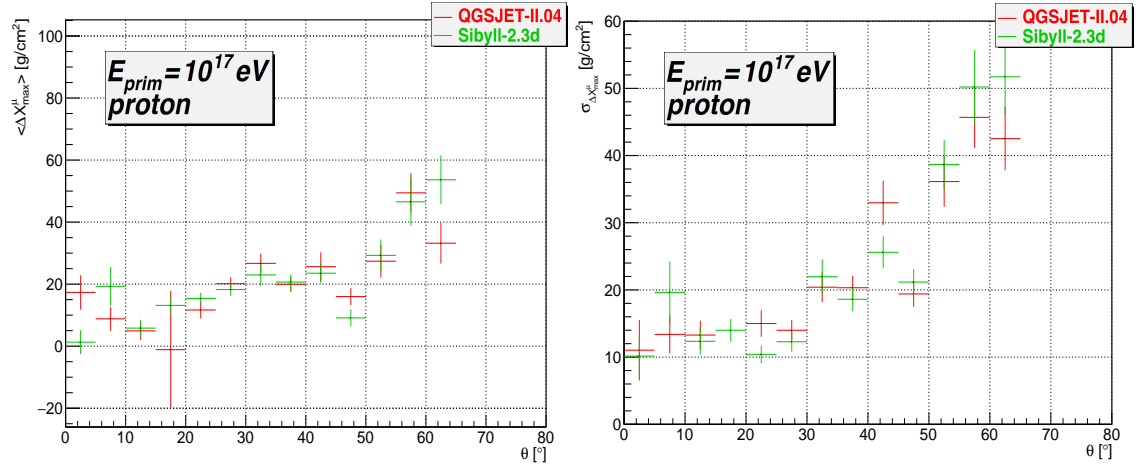 QGSJET-II.04
Sibyll-2.3d
E_prim=10^17 eV
proton
<ΔX^μ_max> [g/cm²]
100
80
60
40
20
0
−20
0 10 20 30 40 50 60 70 80
θ [°]
QGSJET-II.04
Sibyll-2.3d
E_prim=10^17 eV
proton
σ_ΔX^μ_max [g/cm²]
60
50
40
30
20
10
0
0 10 20 30 40 50 60 70 80
θ [°]